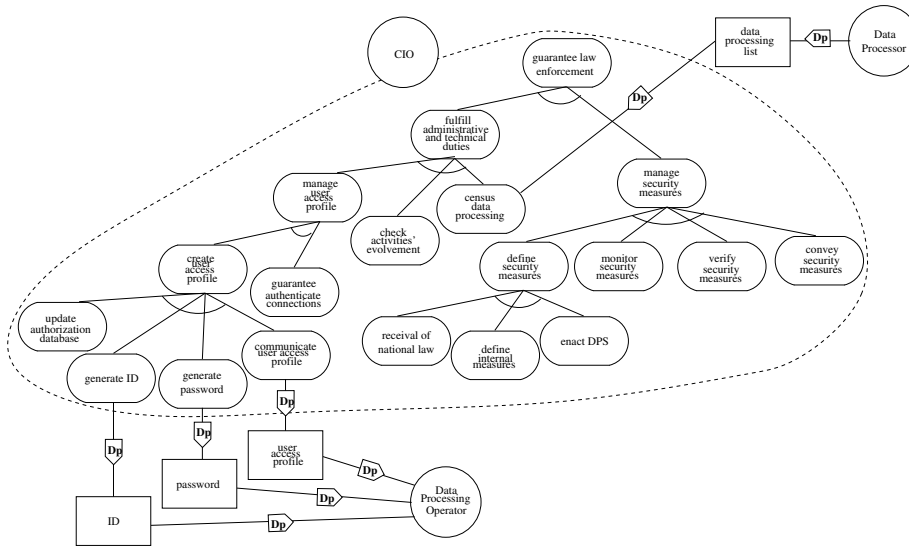 data
processing
list
Dp
Data
Processor
CIO
guarantee law
enforcement
Dp
fulfill
administrative
and technical
duties
manage
user
access
profile
census
data
processing
manage
security
measures
check
activities'
evolvement
create
user
access
profile
define
security
measures
monitor
security
measures
verify
security
measures
convey
security
measures
guarantee
authenticate
connections
update
authorization
database
communicate
user access
profile
receival of
national law
define
internal
measures
enact DPS
generate ID
generate
password
Dp
Dp
Dp
user
access
profile
Dp
password
Dp
Data
Processing
Operator
ID
Dp